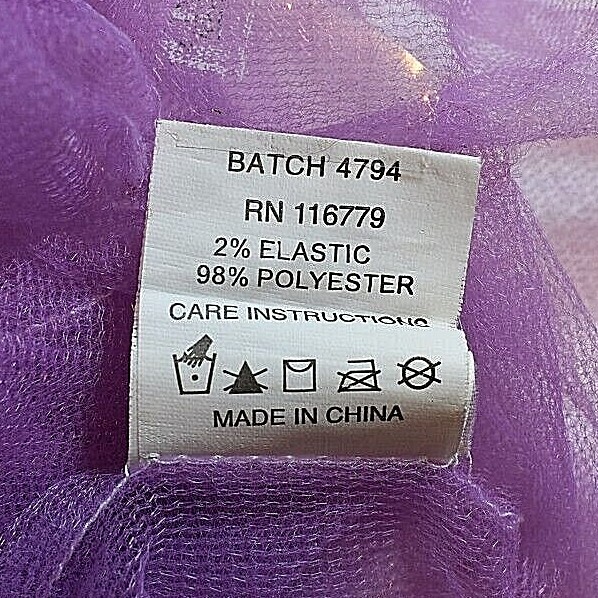 BATCH 4794
RN 116779
2% ELASTIC
98% POLYESTER
CARE INSTRUCTIONS
MADE IN CHINA